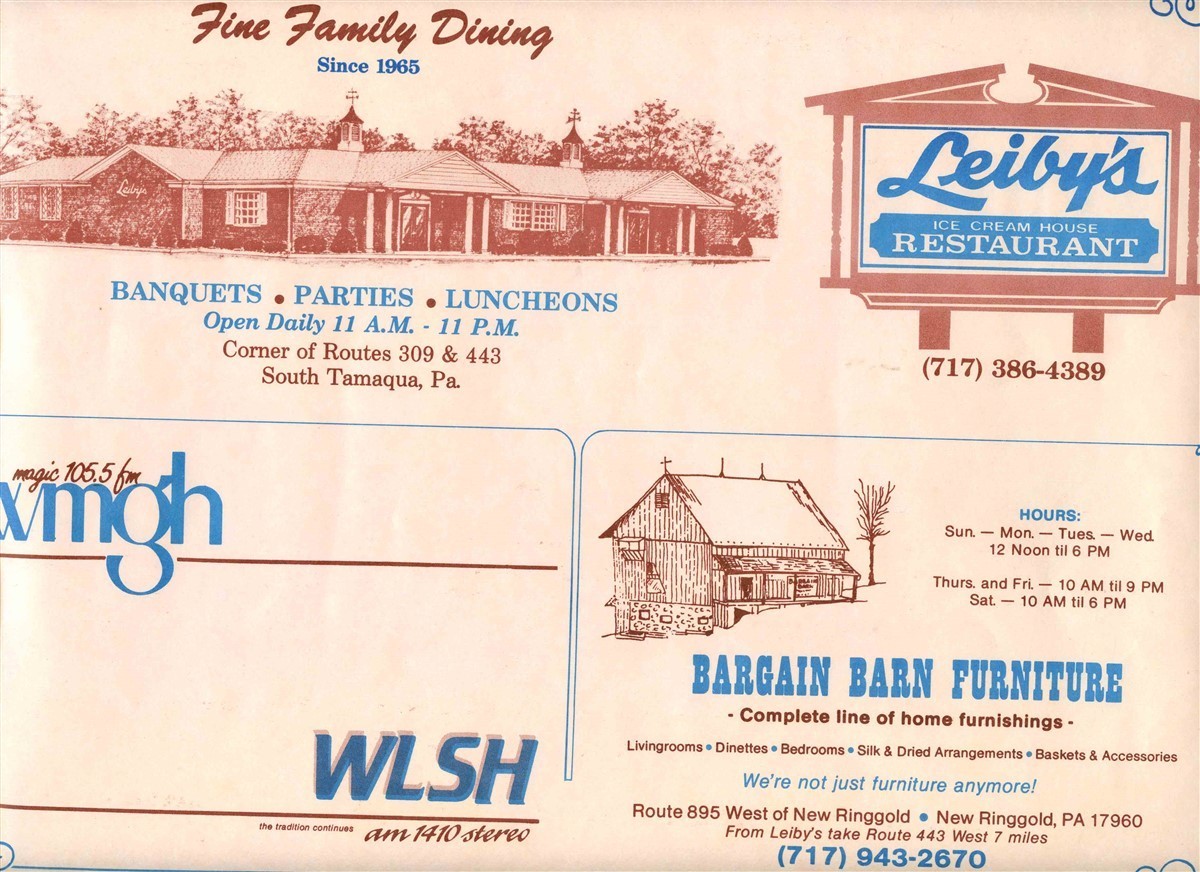 Fine Family Dining
Since 1965
Leiby's
BANQUETS • PARTIES • LUNCHEONS
Open Daily 11 A.M. - 11 P.M.
Corner of Routes 309 & 443
South Tamaqua, Pa.
Leiby's
ICE CREAM HOUSE
RESTAURANT
(717) 386-4389
magic 105.5 fm
wmgh
WLSH
the tradition continues am 1410 stereo
HOURS:
Sun. — Mon. — Tues. — Wed.
12 Noon til 6 PM
Thurs. and Fri. — 10 AM til 9 PM
Sat. — 10 AM til 6 PM
BARGAIN
BARN
BARGAIN BARN FURNITURE
- Complete line of home furnishings -
Livingrooms • Dinettes • Bedrooms • Silk & Dried Arrangements • Baskets & Accessories
We're not just furniture anymore!
Route 895 West of New Ringgold • New Ringgold, PA 17960
From Leiby's take Route 443 West 7 miles
(717) 943-2670